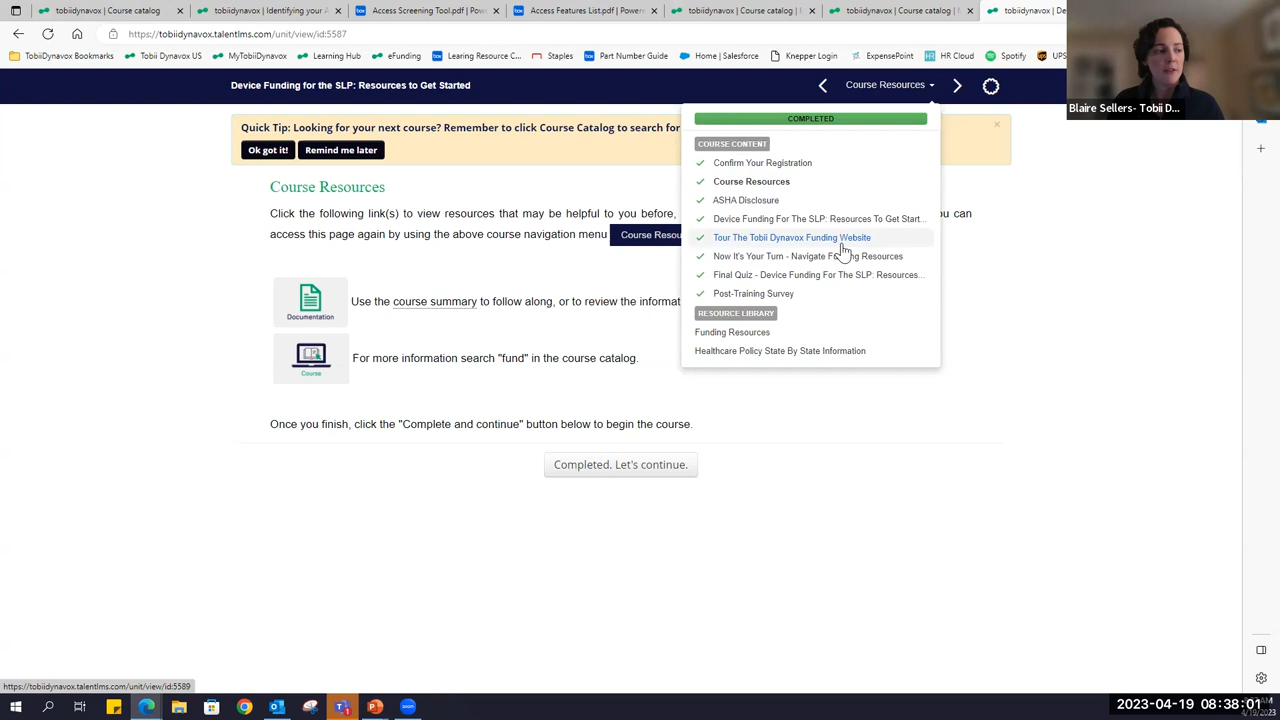 tobiidynavox | Course catalog
tobiidynavox | Identifying your A
Access Screening Tool.pdf | Powe
Access Features List.pdf | Powerm
tobiidynavox | Course catalog | M
tobiidynavox | Course catalog | M
tobiidynavox | De
https://tobiidynavox.talentlms.com/unit/view/id:5587
TobiiDynavox Bookmarks
Tobii Dynavox US
MyTobiiDynavox
Learning Hub
eFunding
Learing Resource C...
Staples
Part Number Guide
Home | Salesforce
Knepper Login
ExpensePoint
HR Cloud
Spotify
UPS
Blaire Sellers- Tobii D...
Device Funding for the SLP: Resources to Get Started
Course Resources
Quick Tip: Looking for your next course? Remember to click Course Catalog to search for
Ok got it!
Remind me later
COMPLETED
COURSE CONTENT
Confirm Your Registration
Course Resources
ASHA Disclosure
Device Funding For The SLP: Resources To Get Start...
Tour The Tobii Dynavox Funding Website
Now It's Your Turn - Navigate Funding Resources
Final Quiz - Device Funding For The SLP: Resources...
Post-Training Survey
RESOURCE LIBRARY
Funding Resources
Healthcare Policy State By State Information
Course Resources
Click the following link(s) to view resources that may be helpful to you before, ou can
access this page again by using the above course navigation menu Course Resou
Documentation
Use the course summary to follow along, or to review the informat
Course
For more information search "fund" in the course catalog.
Once you finish, click the "Complete and continue" button below to begin the course.
Completed. Let's continue.
https://tobiidynavox.talentlms.com/unit/view/id:5589
zoom
2023-04-19 08:38:01